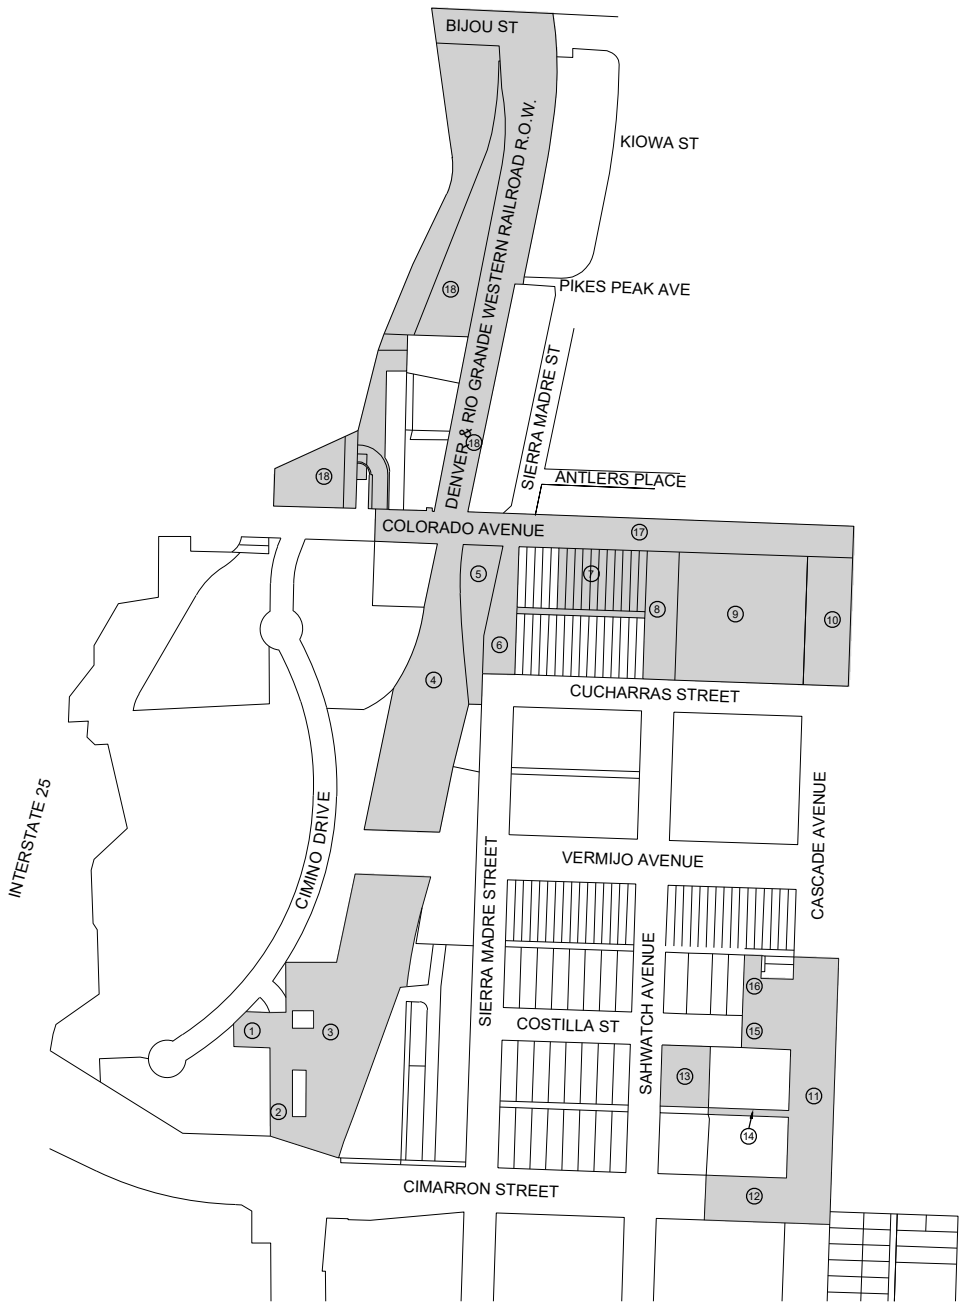 BIJOU ST
KIOWA ST
DENVER & RIO GRANDE WESTERN RAILROAD R.O.W.
18
PIKES PEAK AVE
SIERRA MADRE ST
18
18
ANTLERS PLACE
COLORADO AVENUE
17
5
7
8
9
10
6
4
CUCHARRAS STREET
INTERSTATE 25
CIMINO DRIVE
CASCADE AVENUE
VERMIJO AVENUE
SIERRA MADRE STREET
SAHWATCH AVENUE
16
COSTILLA ST
1
3
15
13
11
2
14
CIMARRON STREET
12